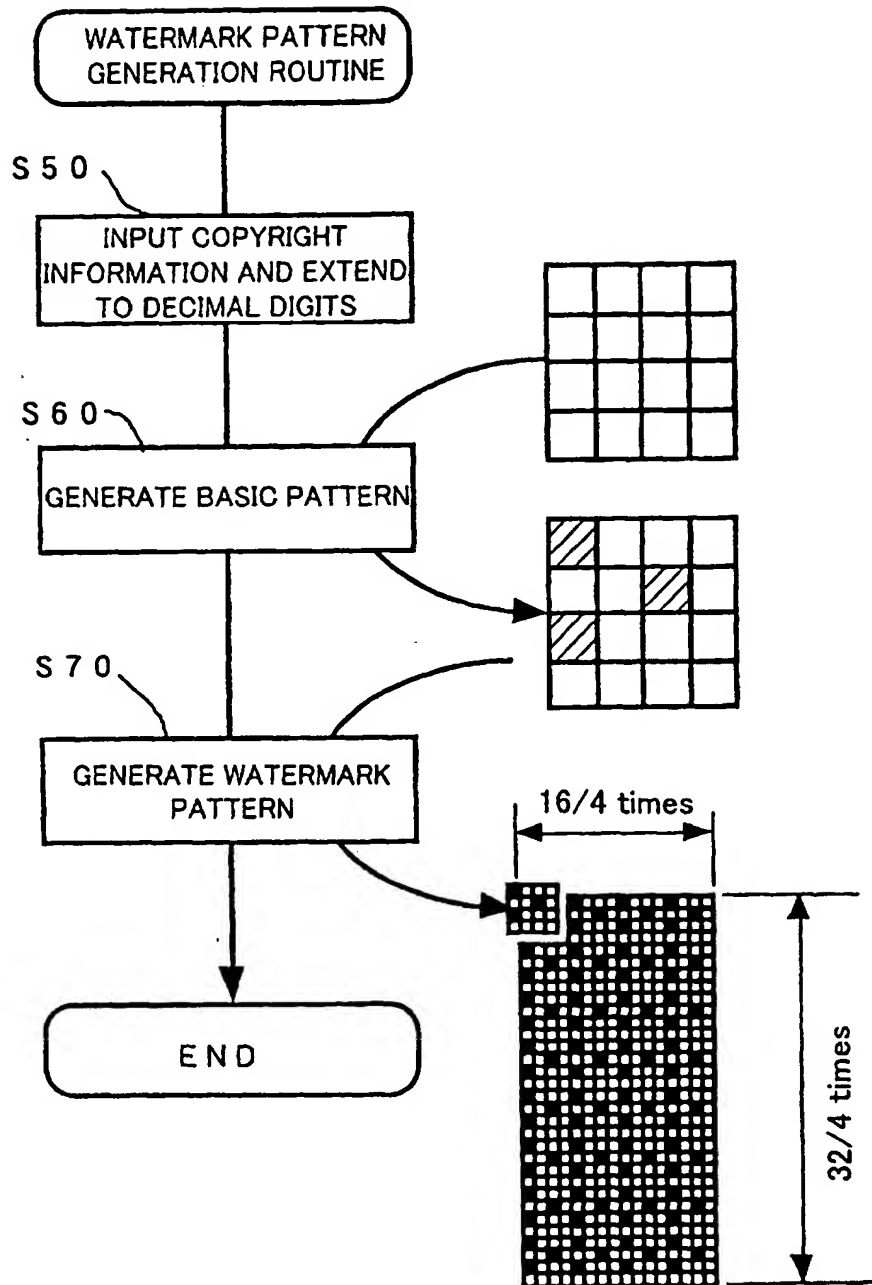 WATERMARK PATTERN
GENERATION ROUTINE
S50
INPUT COPYRIGHT
INFORMATION AND EXTEND
TO DECIMAL DIGITS
S60
GENERATE BASIC PATTERN
S70
GENERATE WATERMARK
PATTERN
16/4 times
32/4 times
END